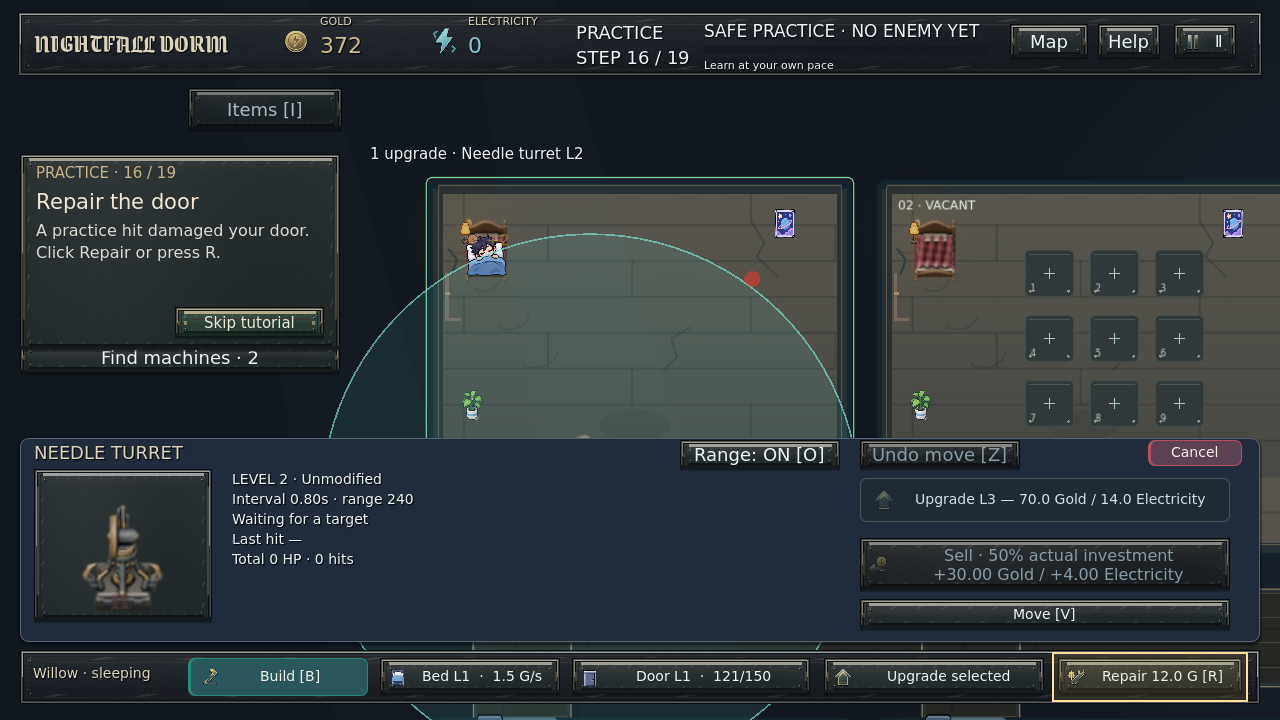 NIGHTFALL DORM
GOLD
372
ELECTRICITY
0
PRACTICE
STEP 16 / 19
SAFE PRACTICE · NO ENEMY YET
Learn at your own pace
Map
Help
II
Items [I]
PRACTICE · 16 / 19
Repair the door
A practice hit damaged your door.
Click Repair or press R.
Skip tutorial
Find machines · 2
1 upgrade · Needle turret L2
02 · VACANT
+ + +
1 2 3
+ + +
4 5 6
+ + +
7 8 9
NEEDLE TURRET
Range: ON [O]
Undo move [Z]
Cancel
LEVEL 2 · Unmodified
Interval 0.80s · range 240
Waiting for a target
Last hit —
Total 0 HP · 0 hits
Upgrade L3 — 70.0 Gold / 14.0 Electricity
Sell · 50% actual investment
+30.00 Gold / +4.00 Electricity
Move [V]
Willow · sleeping
Build [B]
Bed L1 · 1.5 G/s
Door L1 · 121/150
Upgrade selected
Repair 12.0 G [R]